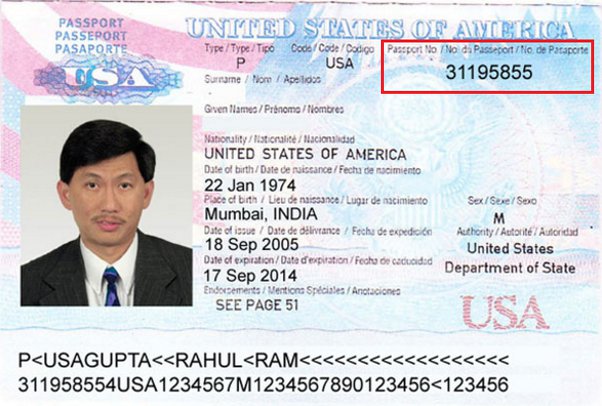 PASSPORT
PASSEPORT
PASAPORTE
USA
UNITED STATES OF AMERICA
Type / Type / Tipo Code / Code / Codigo Passport No. / No. du Passeport / No. de Pasaporte
P USA 31195855
Surname / Nom / Apellidos
Given Names / Prénoms / Nombres
Nationality / Nationalité / Nacionalidad
UNITED STATES OF AMERICA
Date of birth / Date de naissance / Fecha de nacimiento
22 Jan 1974
Place of birth / Lieu de naissance / Lugar de nacimiento Sex / Sexe / Sexo
Mumbai, INDIA M
Date of issue / Date de délivrance / Fecha de expedición Authority / Autorité / Autoridad
18 Sep 2005 United States
Date of expiration / Date d'expiration / Fecha de caducidad Department of State
17 Sep 2014
Endorsements / Mentions Spéciales / Anotaciones
SEE PAGE 51
USA
P<USAGUPTA<<RAHUL<RAM<<<<<<<<<<<<<<<<<<<
311958554USA1234567M1234567890123456<123456